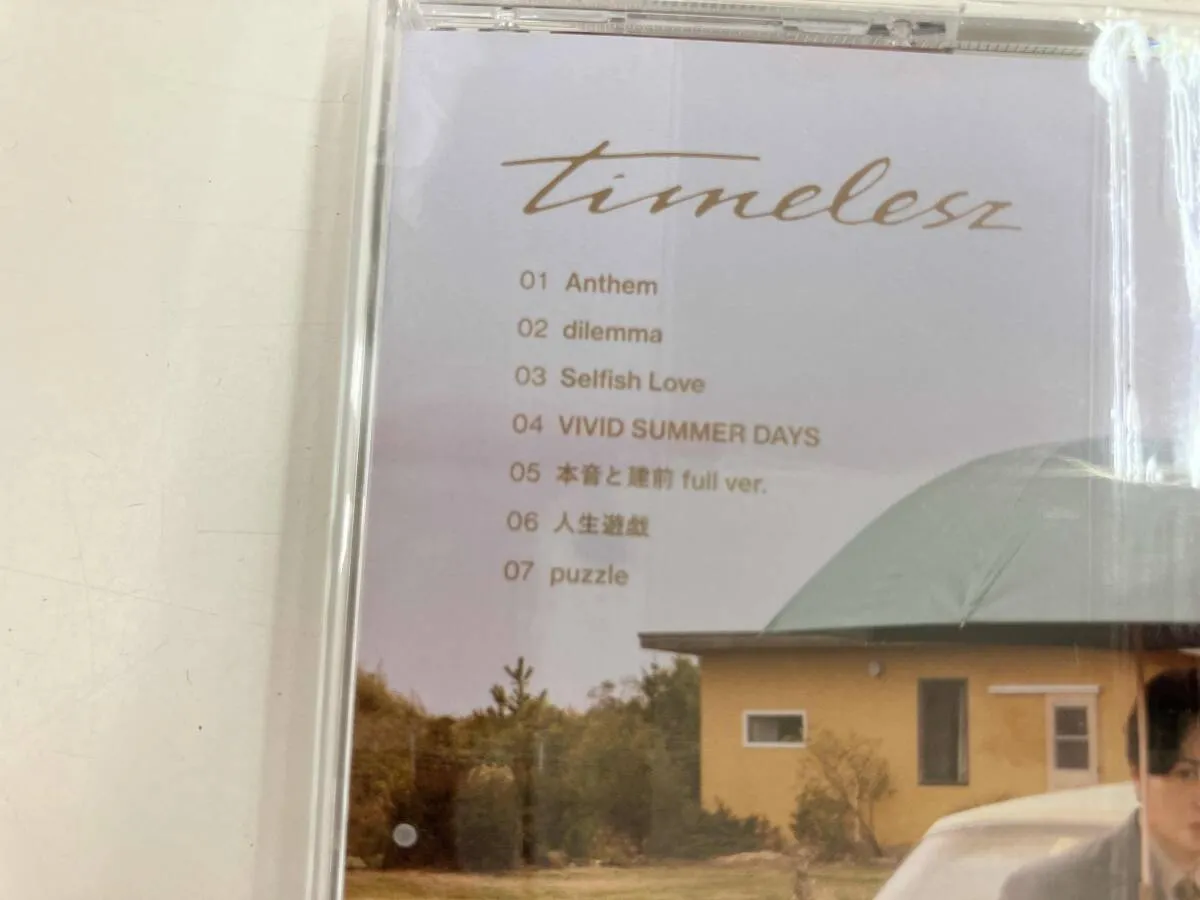 timelesz
01 Anthem
02 dilemma
03 Selfish Love
04 VIVID SUMMER DAYS
05 本音と建前 full ver.
06 人生遊戯
07 puzzle